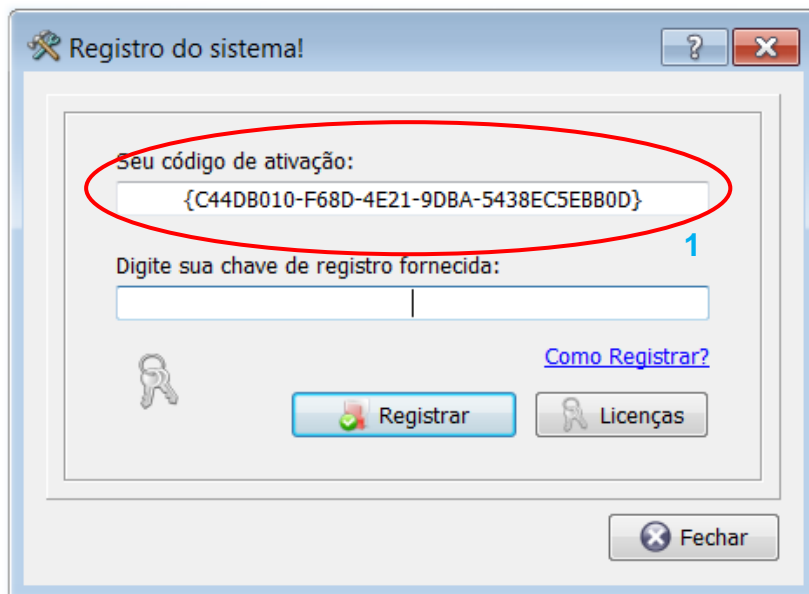 Registro do sistema!
Seu código de ativação:
{C44DB010-F68D-4E21-9DBA-5438EC5EBB0D}
1
Digite sua chave de registro fornecida:
Como Registrar?
Registrar
Licenças
Fechar